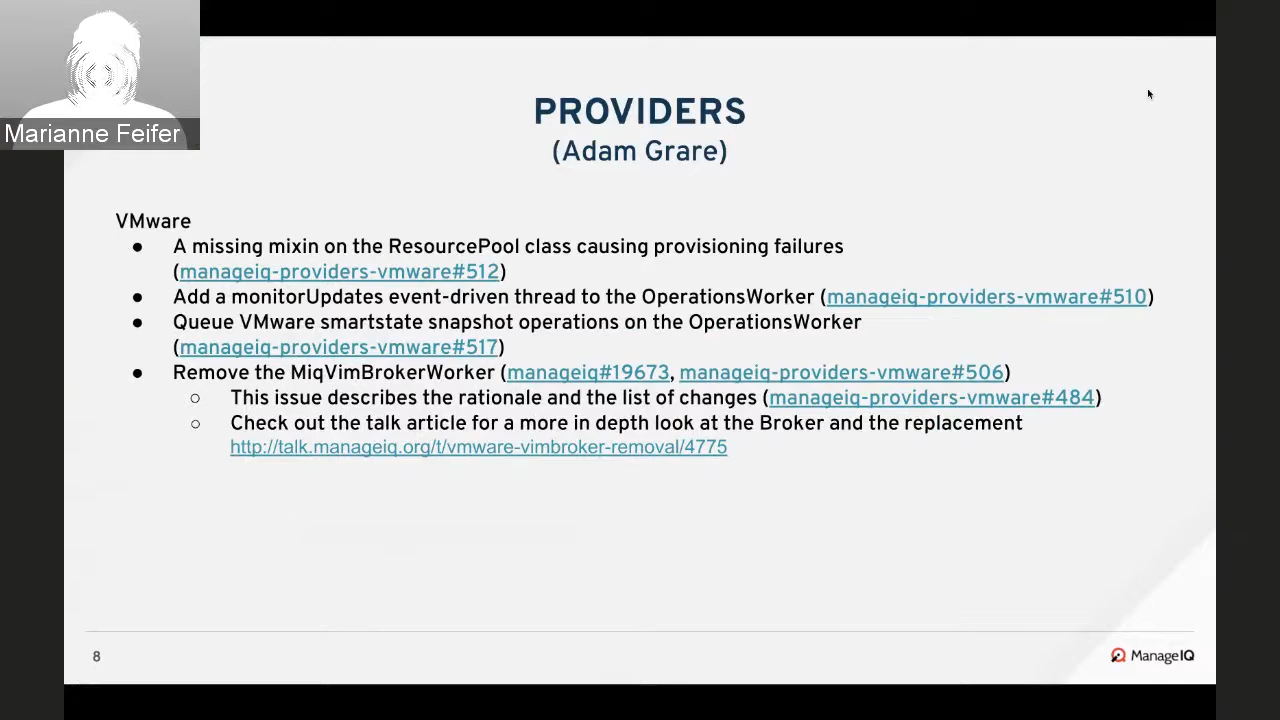 Marianne Feifer
PROVIDERS
(Adam Grare)
VMware
● A missing mixin on the ResourcePool class causing provisioning failures
(manageiq-providers-vmware#512)
● Add a monitorUpdates event-driven thread to the OperationsWorker (manageiq-providers-vmware#510)
● Queue VMware smartstate snapshot operations on the OperationsWorker
(manageiq-providers-vmware#517)
● Remove the MiqVimBrokerWorker (manageiq#19673, manageiq-providers-vmware#506)
○ This issue describes the rationale and the list of changes (manageiq-providers-vmware#484)
○ Check out the talk article for a more in depth look at the Broker and the replacement
http://talk.manageiq.org/t/vmware-vimbroker-removal/4775
8
ManageIQ